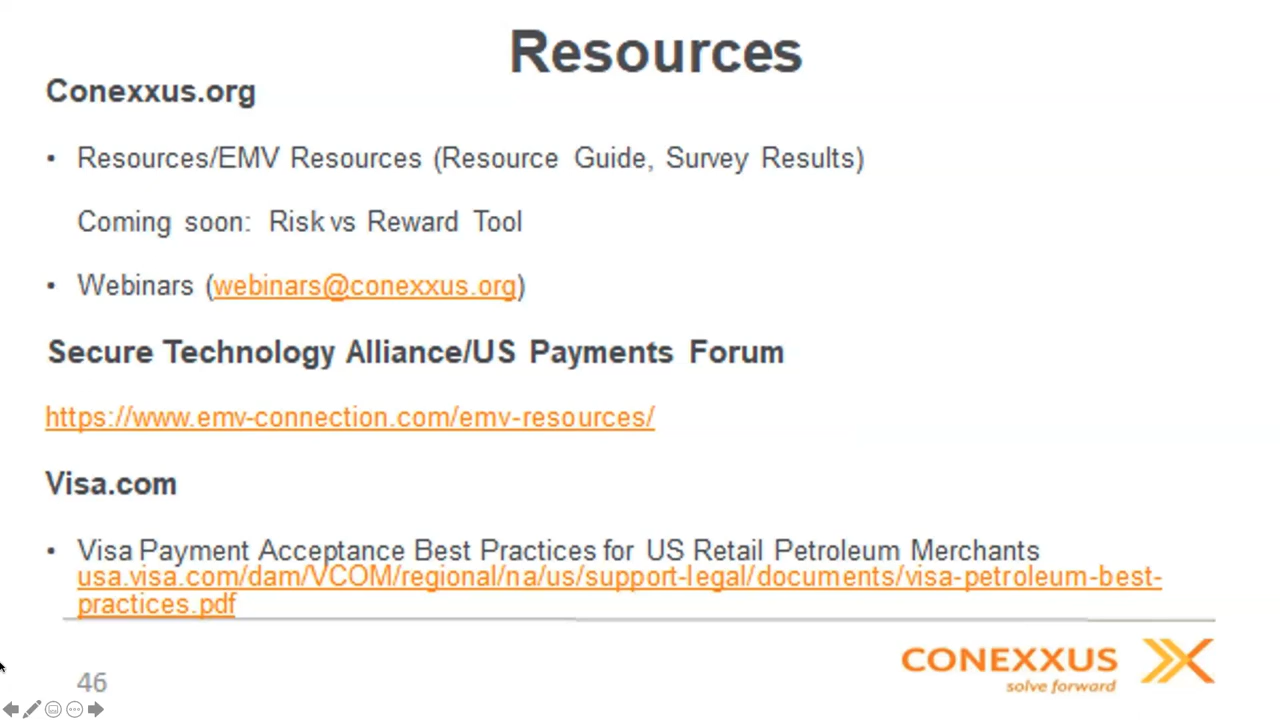 Resources
Conexxus.org
• Resources/EMV Resources (Resource Guide, Survey Results)
Coming soon: Risk vs Reward Tool
• Webinars (webinars@conexxus.org)
Secure Technology Alliance/US Payments Forum
https://www.emv-connection.com/emv-resources/
Visa.com
• Visa Payment Acceptance Best Practices for US Retail Petroleum Merchants
usa.visa.com/dam/VCOM/regional/na/us/support-legal/documents/visa-petroleum-best-
practices.pdf
CONEXXUS
solve forward
46